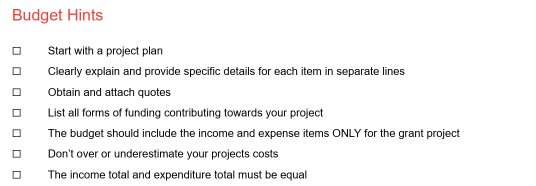 Budget Hints
☐ Start with a project plan
☐ Clearly explain and provide specific details for each item in separate lines
☐ Obtain and attach quotes
☐ List all forms of funding contributing towards your project
☐ The budget should include the income and expense items ONLY for the grant project
☐ Don't over or underestimate your projects costs
☐ The income total and expenditure total must be equal